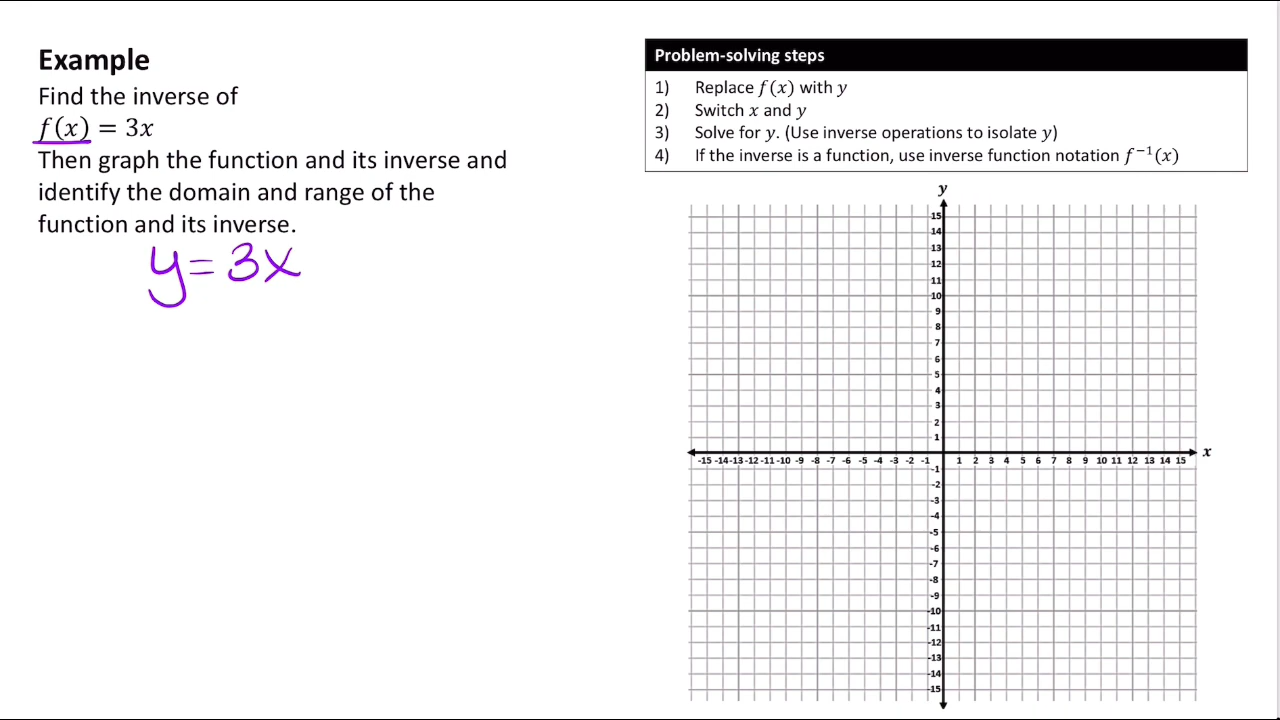 Example
Find the inverse of
f(x) = 3x
Then graph the function and its inverse and
identify the domain and range of the
function and its inverse.
y = 3x
Problem-solving steps
1) Replace f(x) with y
2) Switch x and y
3) Solve for y. (Use inverse operations to isolate y)
4) If the inverse is a function, use inverse function notation f⁻¹(x)
y
15
14
13
12
11
10
9
8
7
6
5
4
3
2
1
-15 -14 -13 -12 -11 -10 -9 -8 -7 -6 -5 -4 -3 -2 -1 1 2 3 4 5 6 7 8 9 10 11 12 13 14 15 x
-1
-2
-3
-4
-5
-6
-7
-8
-9
-10
-11
-12
-13
-14
-15